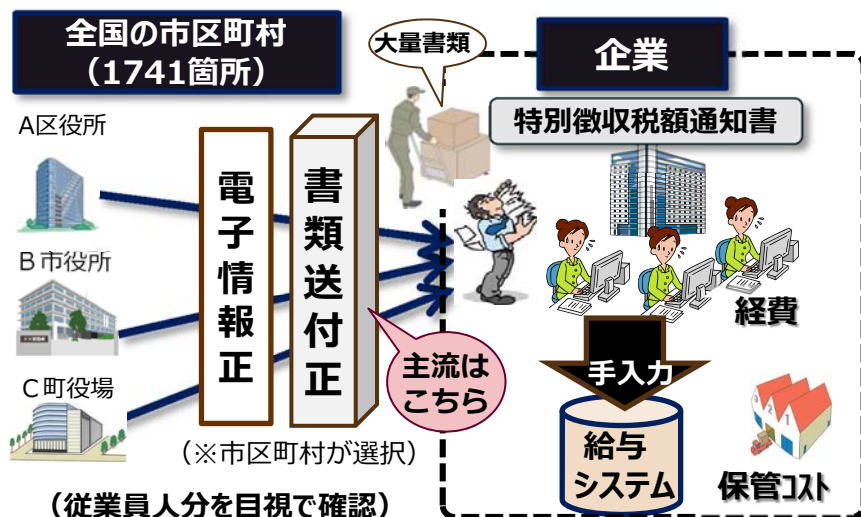 全国の市区町村
（1741箇所）
大量書類
企業
特別徴収税額通知書
A区役所
B市役所
C町役場
電子情報正
書類送付正
主流は
こちら
（※市区町村が選択）
（従業員人分を目視で確認）
経費
手入力
給与
システム
321
保管コスト